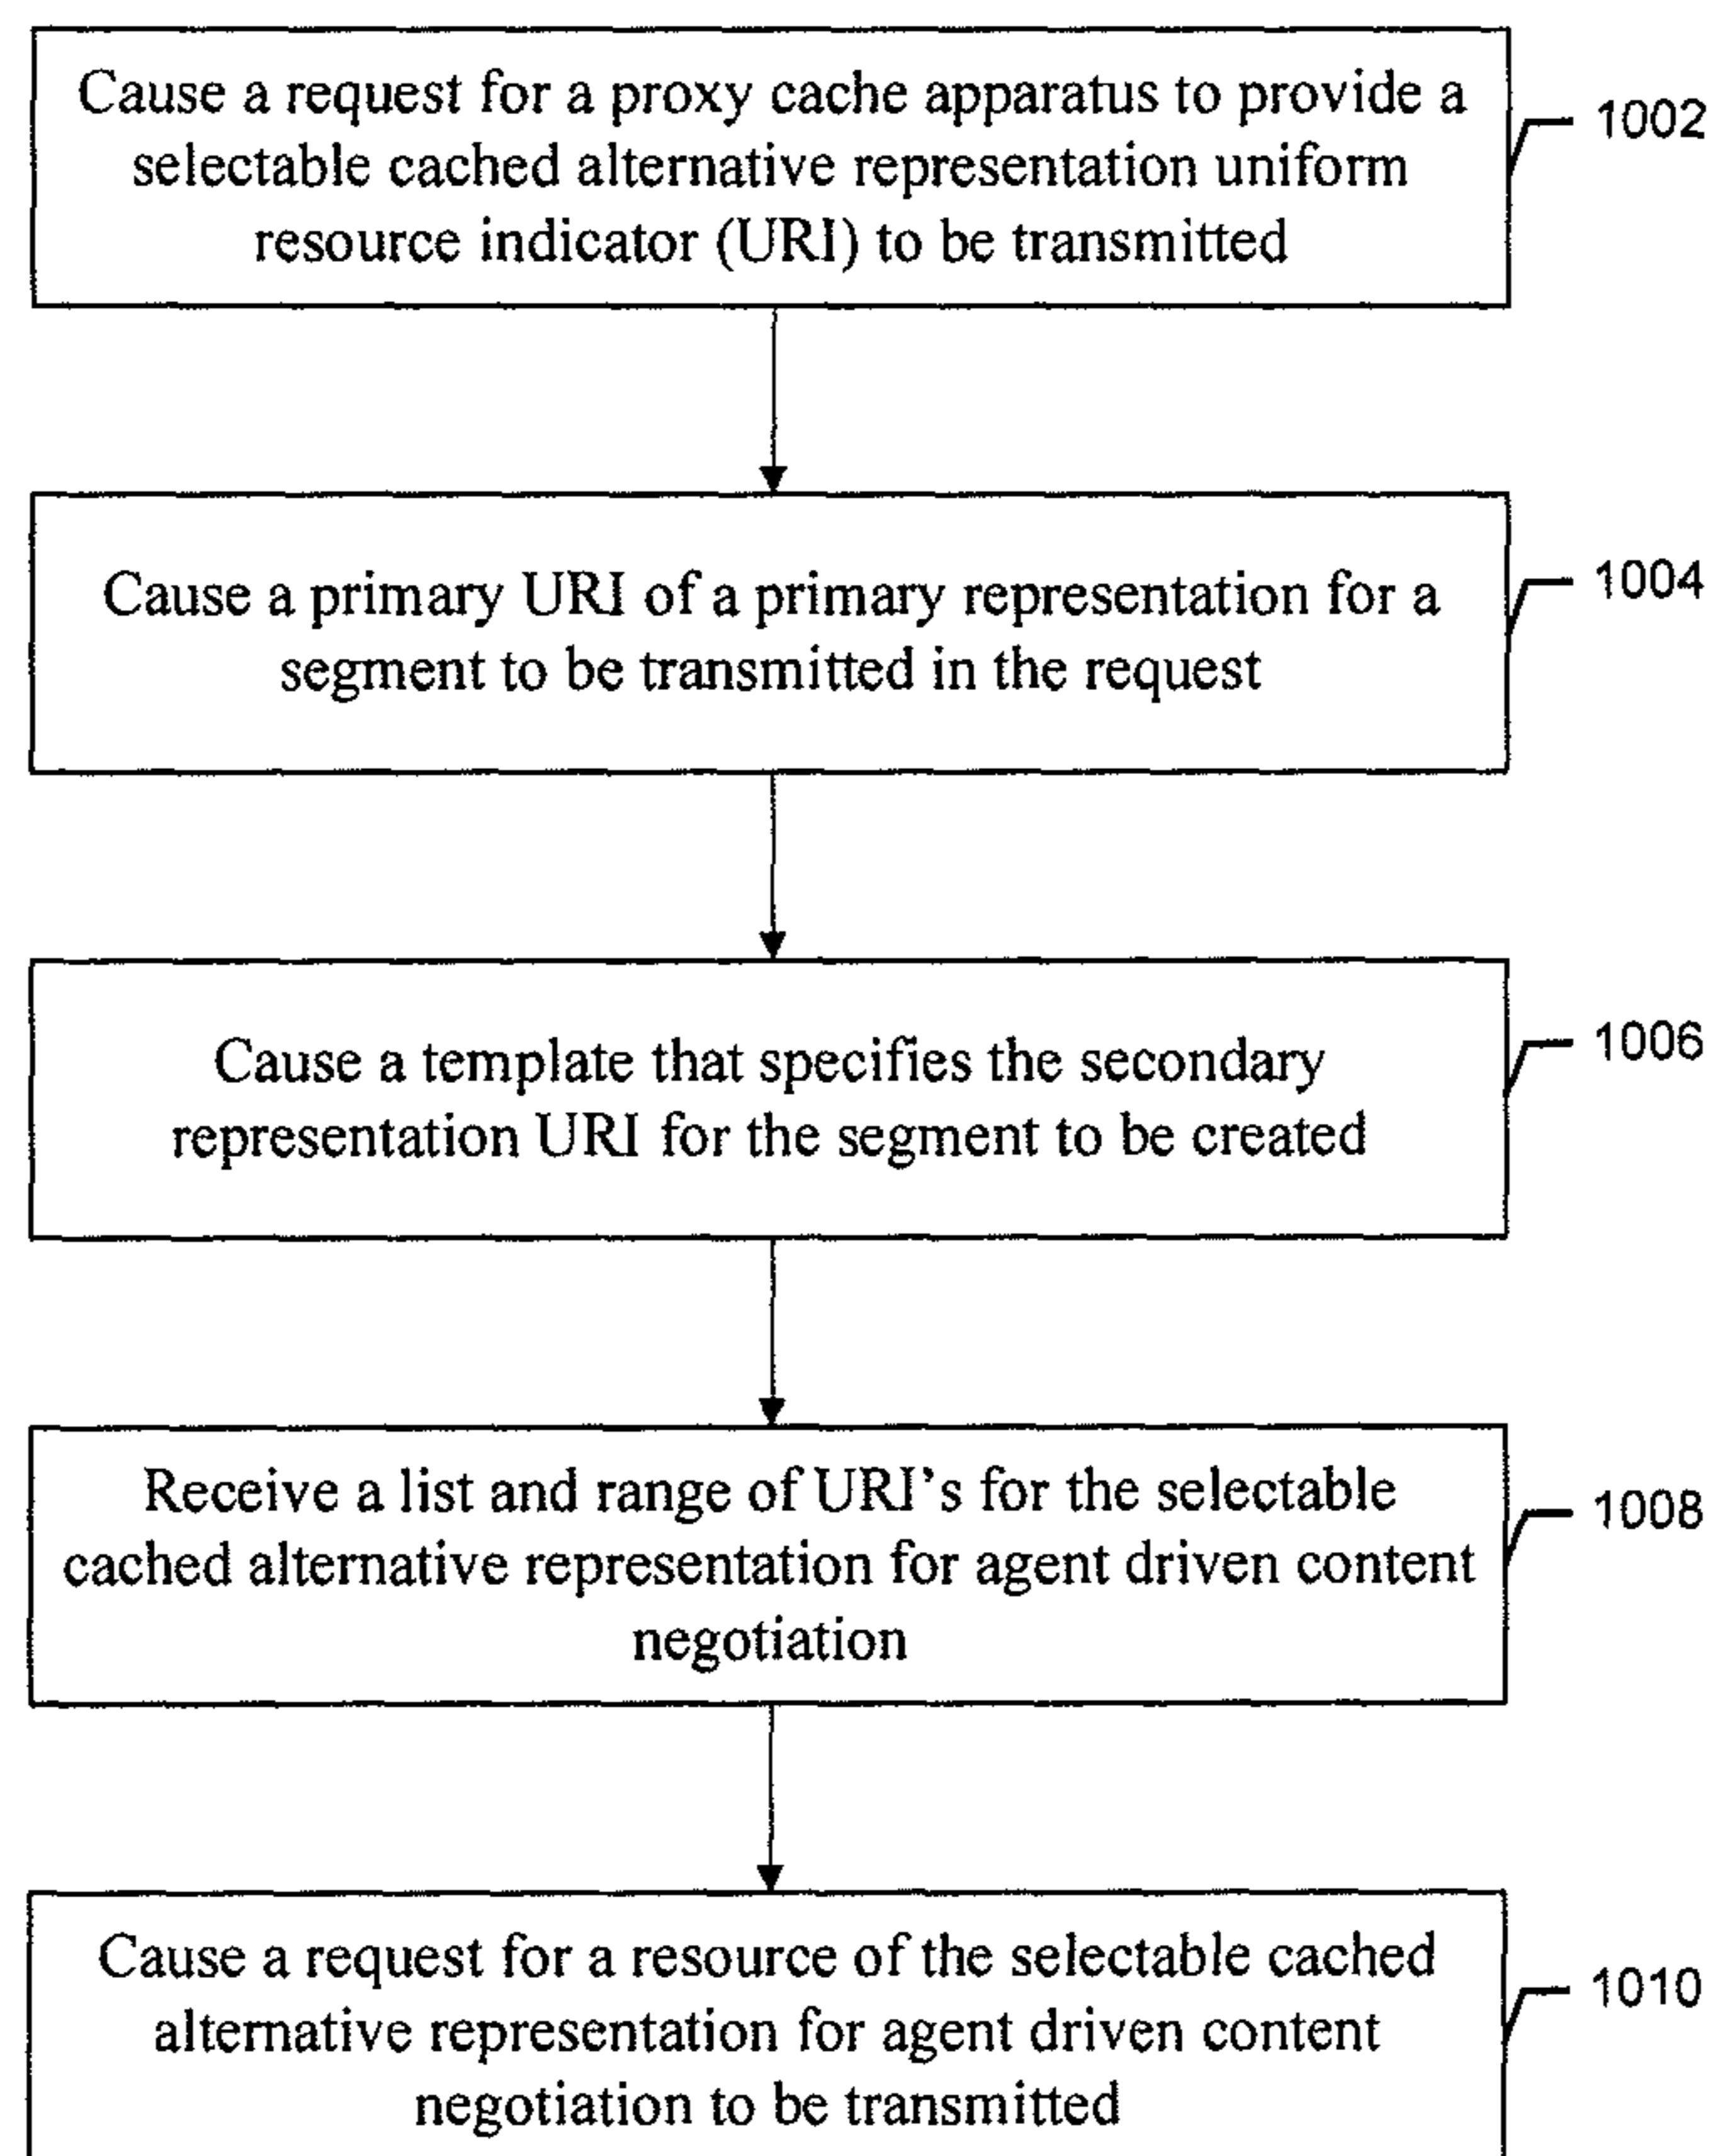 Cause a request for a proxy cache apparatus to provide a
selectable cached alternative representation uniform
resource indicator (URI) to be transmitted
1002
Cause a primary URI of a primary representation for a
segment to be transmitted in the request
1004
Cause a template that specifies the secondary
representation URI for the segment to be created
1006
Receive a list and range of URI's for the selectable
cached alternative representation for agent driven content
negotiation
1008
Cause a request for a resource of the selectable cached
alternative representation for agent driven content
negotiation to be transmitted
1010